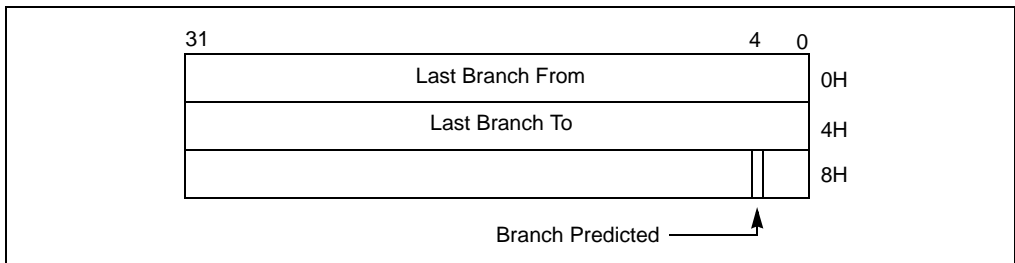 31 4 0
Last Branch From 0H
Last Branch To 4H
8H
Branch Predicted